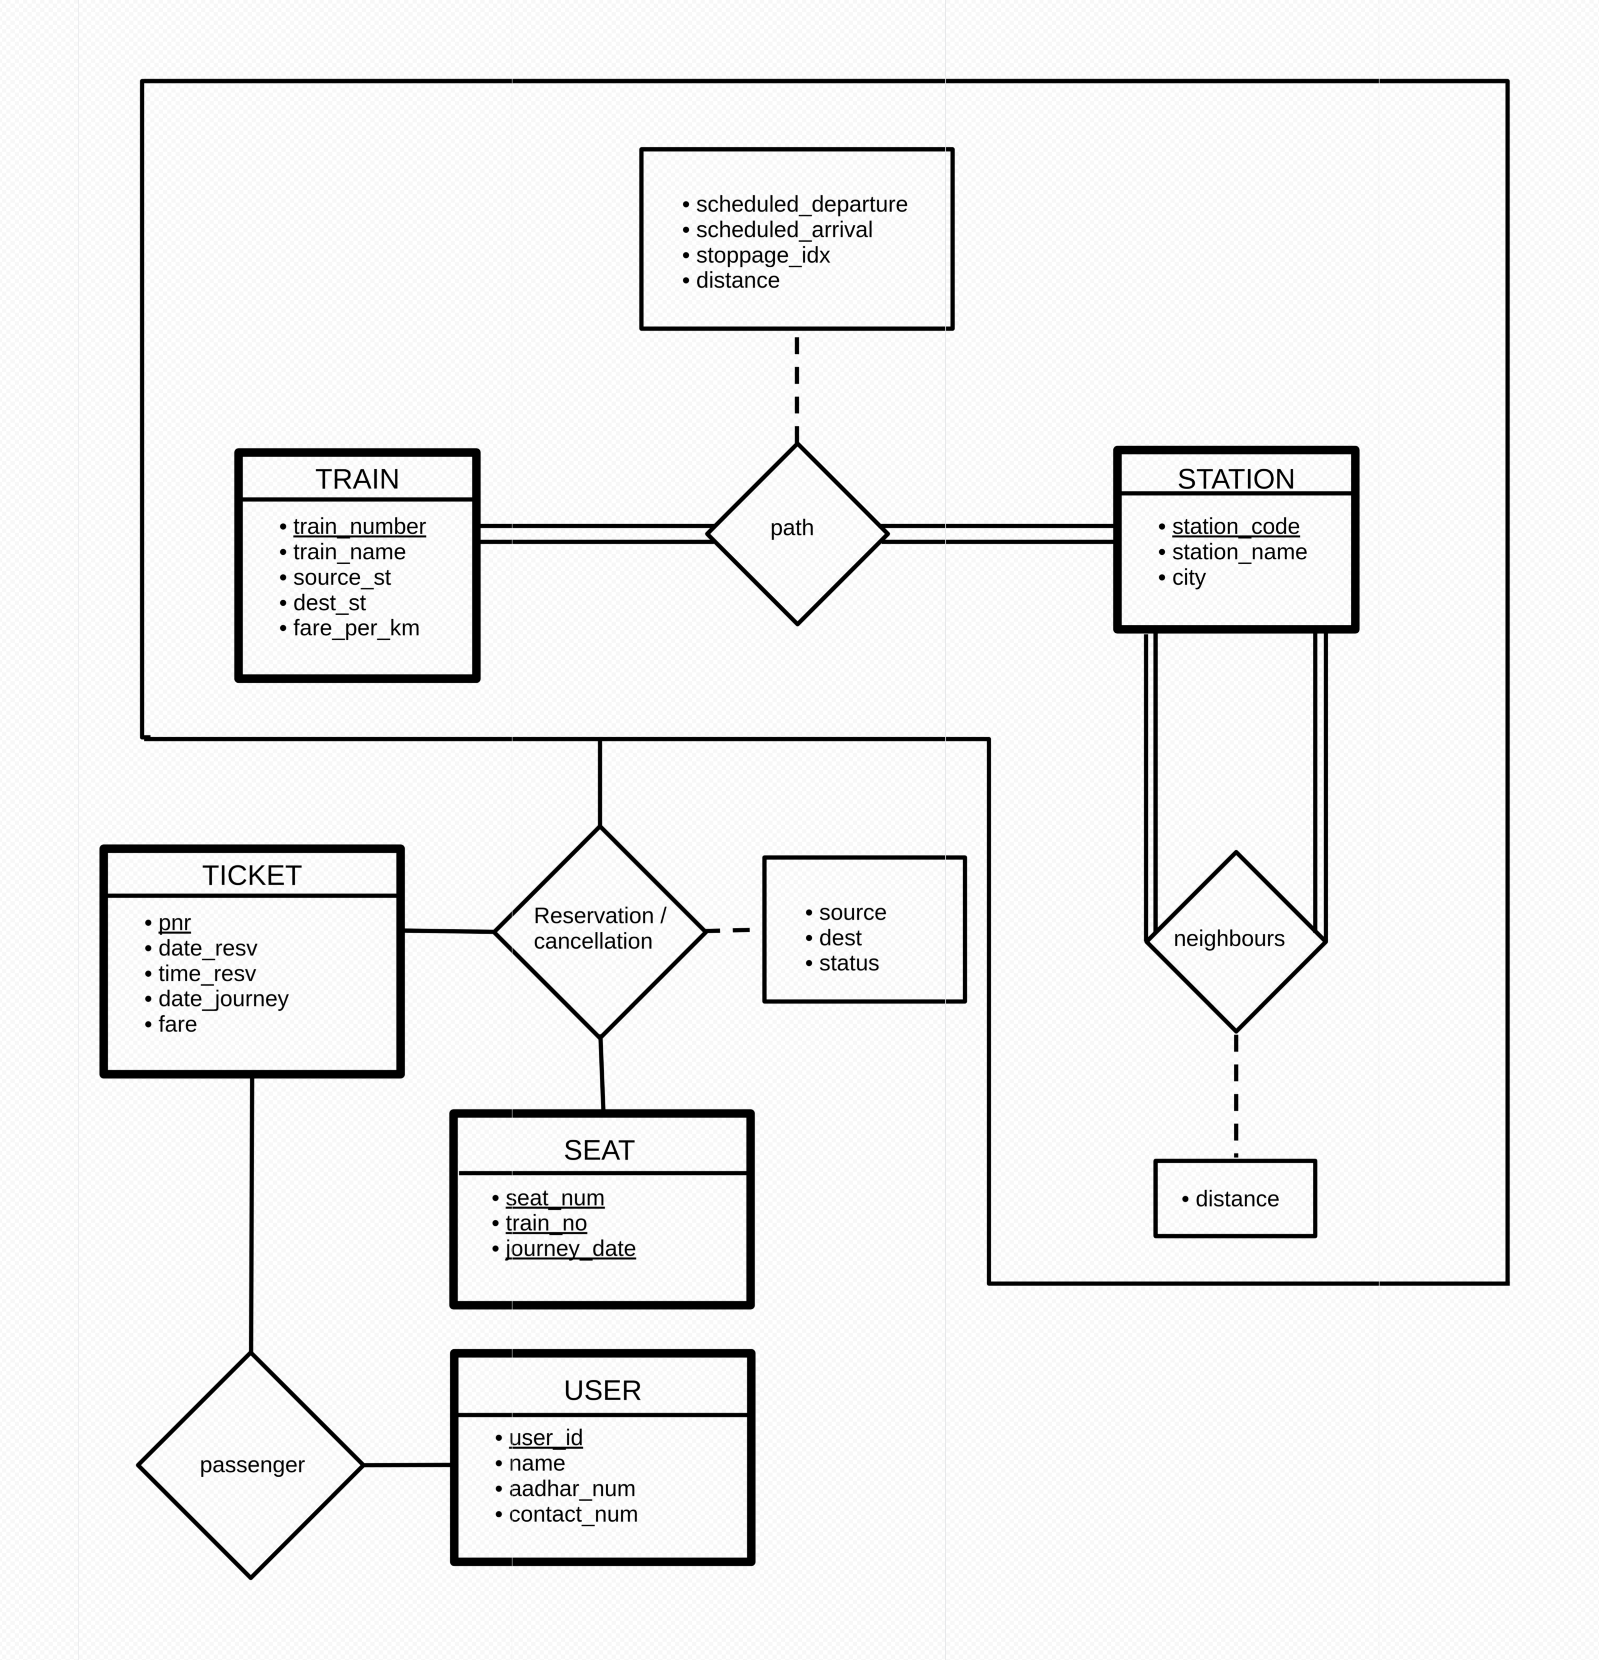 • scheduled_departure
• scheduled_arrival
• stoppage_idx
• distance
TRAIN
• train_number
• train_name
• source_st
• dest_st
• fare_per_km
path
STATION
• station_code
• station_name
• city
TICKET
• pnr
• date_resv
• time_resv
• date_journey
• fare
Reservation /
cancellation
• source
• dest
• status
neighbours
• distance
SEAT
• seat_num
• train_no
• journey_date
passenger
USER
• user_id
• name
• aadhar_num
• contact_num